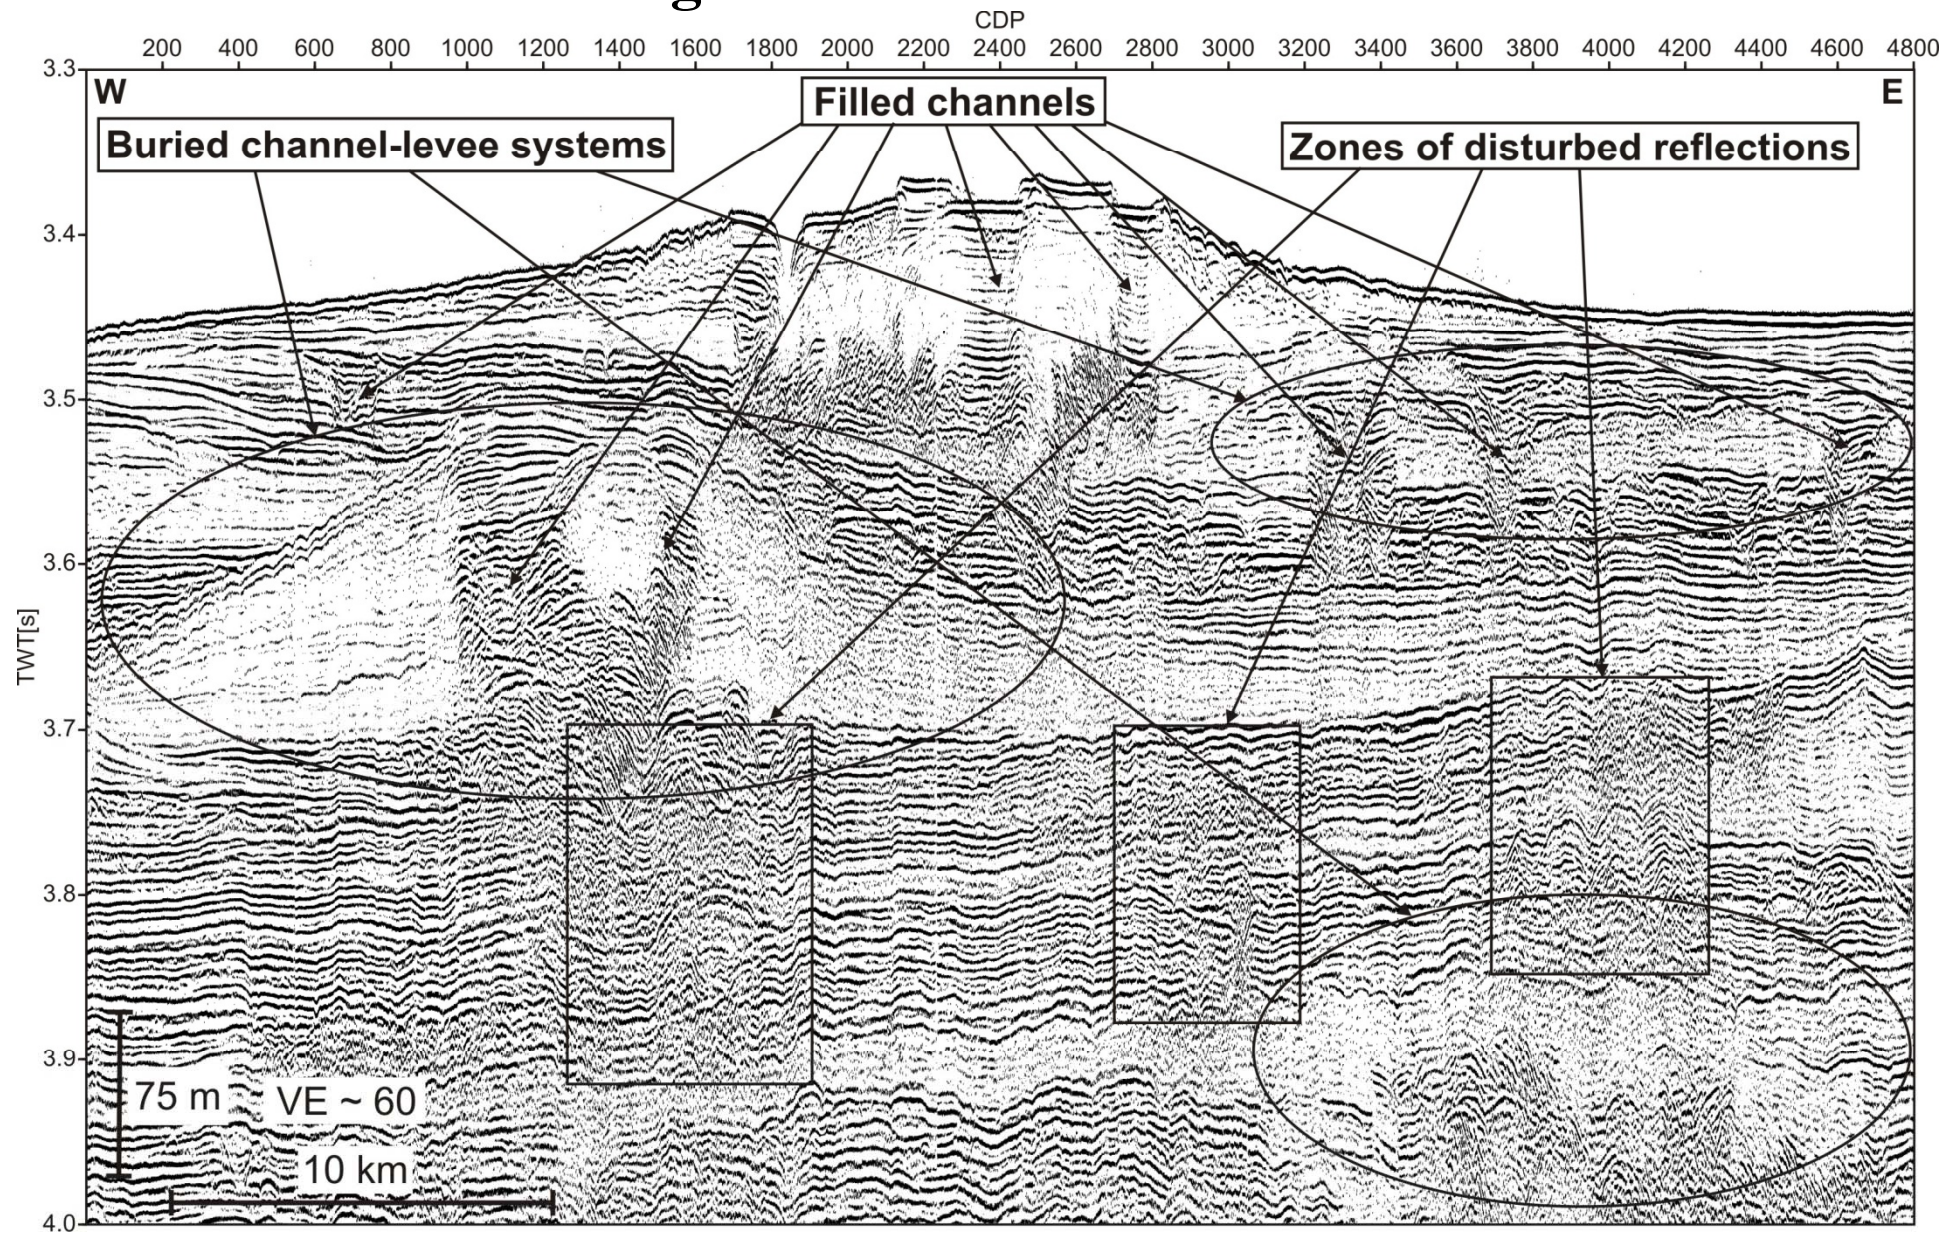 g
CDP
200 400 600 800 1000 1200 1400 1600 1800 2000 2200 2400 2600 2800 3000 3200 3400 3600 3800 4000 4200 4400 4600 4800
3.3
W
E
Filled channels
Buried channel-levee systems
Zones of disturbed reflections
3.4
3.5
3.6
TWT[s]
3.7
3.8
3.9
75 m
VE ~ 60
10 km
4.0